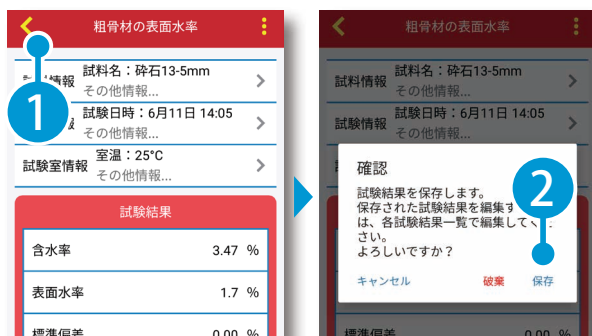 粗骨材の表面水率
試料情報
試料名：砕石13-5mm
その他情報...
試験日時：6月11日 14:05
その他情報...
試験室情報
室温：25°C
その他情報...
試験結果
含水率 3.47 %
表面水率 1.7 %
標準偏差 0.00 %
1
粗骨材の表面水率
試料情報
試料名：砕石13-5mm
その他情報...
試験情報
試験日時：6月11日 14:05
その他情報...
確認
試験結果を保存します。
保存された試験結果を編集す
は、各試験結果一覧で編集してく
さい。
よろしいですか？
キャンセル 破棄 保存
2
標準偏差 0.00 %